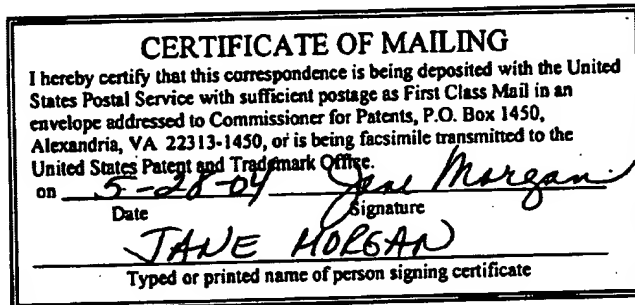 CERTIFICATE OF MAILING
I hereby certify that this correspondence is being deposited with the United
States Postal Service with sufficient postage as First Class Mail in an
envelope addressed to Commissioner for Patents, P.O. Box 1450,
Alexandria, VA 22313-1450, or is being facsimile transmitted to the
United States Patent and Trademark Office.
on 5-28-04 Jane Morgan
Date Signature
JANE MORGAN
Typed or printed name of person signing certificate